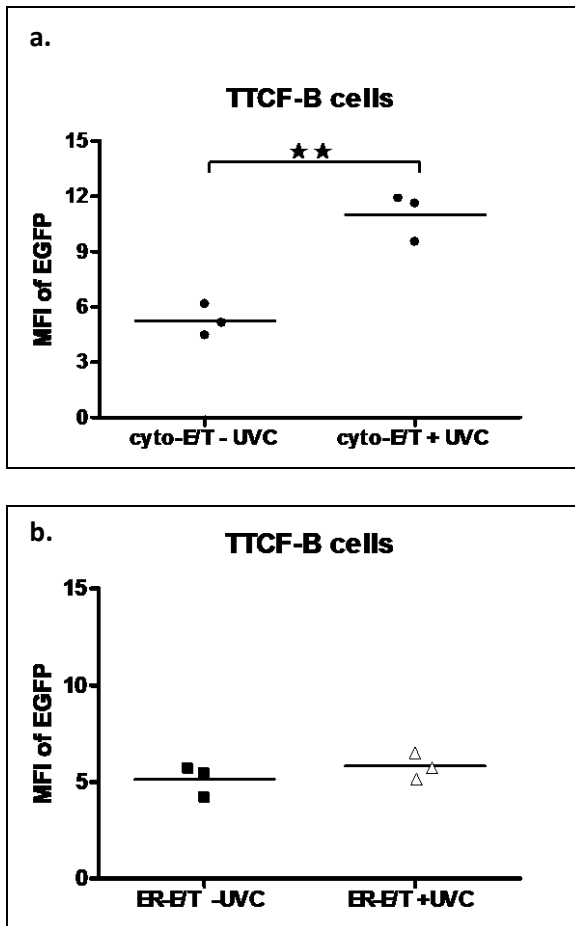 a.
TTCF-B cells
★★
15
12
9
6
3
0
MFI of EGFP
cyto-E/T - UVC
cyto-E/T + UVC
b.
TTCF-B cells
15
10
5
0
MFI of EGFP
ER-E/T -UVC
ER-E/T +UVC